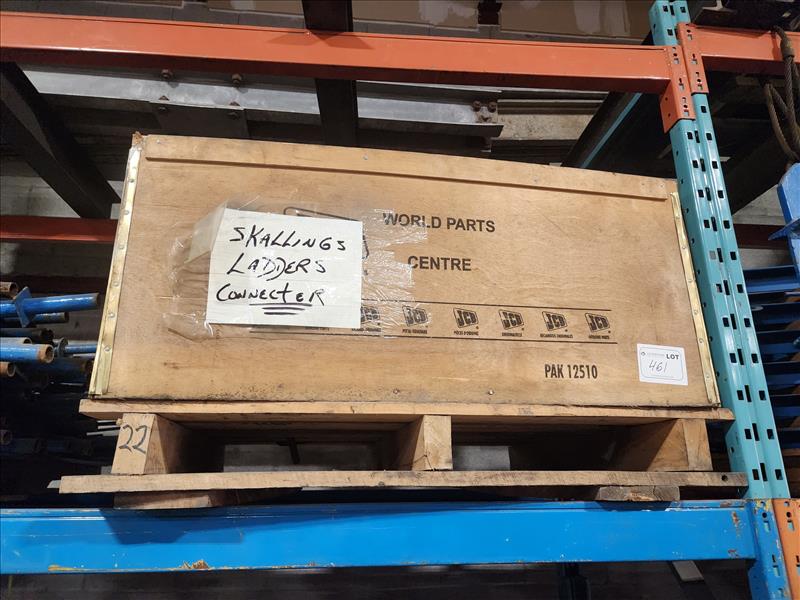 WORLD PARTS
CENTRE
SKALLINGS
LADDERS
CONNECTER
JCB JCB JCB JCB JCB JCB
PAK 12510
LOT
461
22